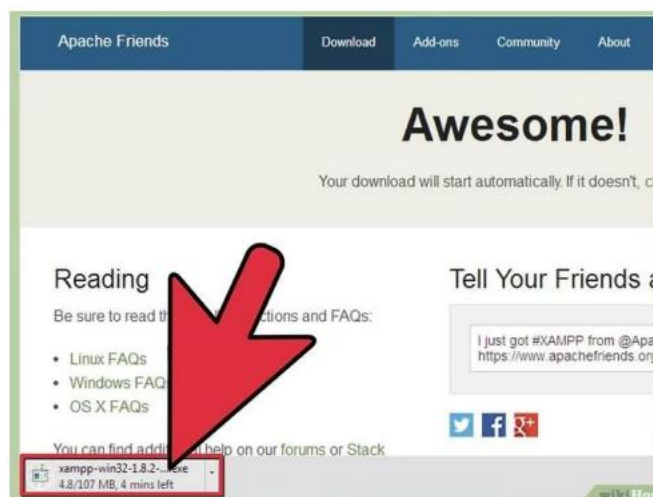 Apache Friends Download Add-ons Community About
Awesome!
Your download will start automatically. If it doesn't,
Reading
Be sure to read and FAQs:
Linux FAQs
Windows FAQ
OS X FAQs
You can find help on our forums or Stack
Tell Your Friends
I just got #XAMPP from @Apa
https://www.apachefriends.org
xampp-win32-1.8.2-....exe
4.8/107 MB, 4 mins left
wikiHow